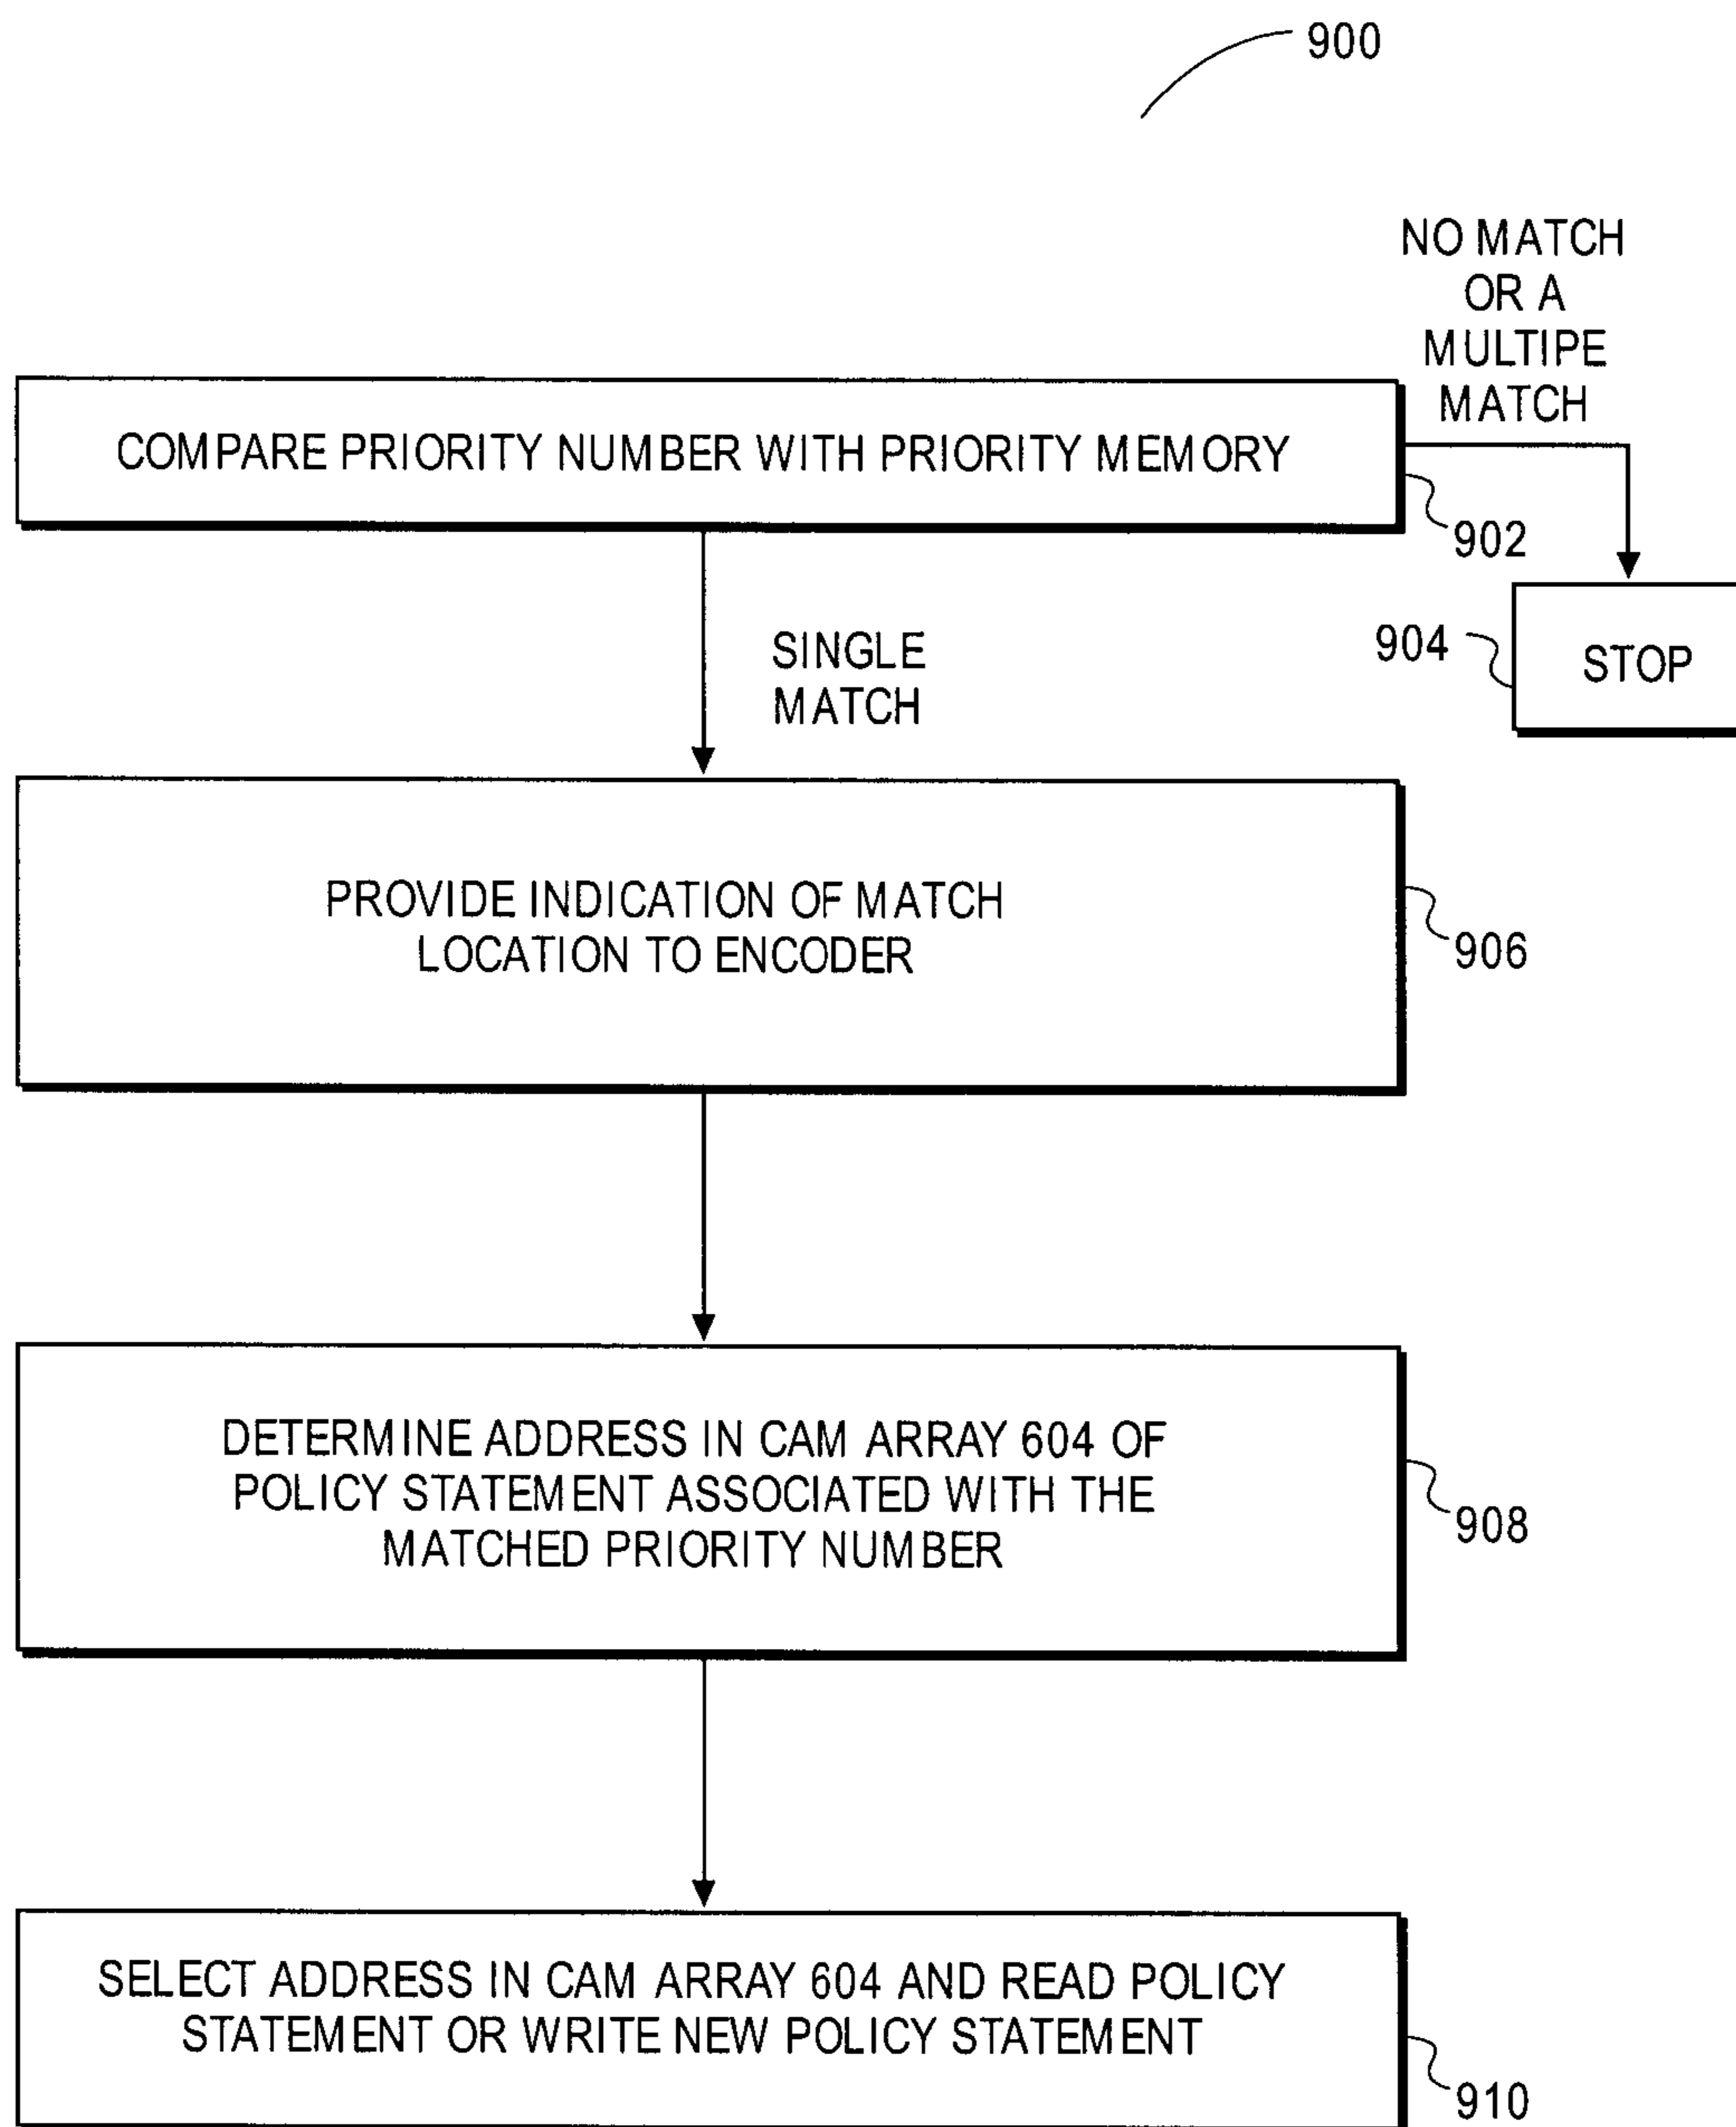 900
NO MATCH
OR A
MULTIPE
MATCH
COMPARE PRIORITY NUMBER WITH PRIORITY MEMORY
902
904
STOP
SINGLE
MATCH
PROVIDE INDICATION OF MATCH
LOCATION TO ENCODER
906
DETERMINE ADDRESS IN CAM ARRAY 604 OF
POLICY STATEMENT ASSOCIATED WITH THE
MATCHED PRIORITY NUMBER
908
SELECT ADDRESS IN CAM ARRAY 604 AND READ POLICY
STATEMENT OR WRITE NEW POLICY STATEMENT
910